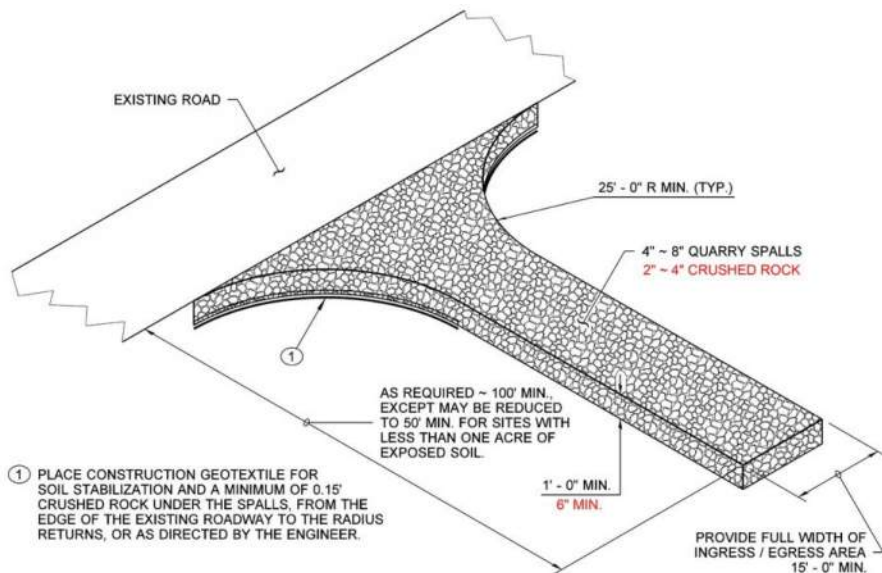 EXISTING ROAD
25' - 0" R MIN. (TYP.)
4" ~ 8" QUARRY SPALLS
2" ~ 4" CRUSHED ROCK
1
AS REQUIRED ~ 100' MIN.,
EXCEPT MAY BE REDUCED
TO 50' MIN. FOR SITES WITH
LESS THAN ONE ACRE OF
EXPOSED SOIL.
1 PLACE CONSTRUCTION GEOTEXTILE FOR
SOIL STABILIZATION AND A MINIMUM OF 0.15'
CRUSHED ROCK UNDER THE SPALLS, FROM THE
EDGE OF THE EXISTING ROADWAY TO THE RADIUS
RETURNS, OR AS DIRECTED BY THE ENGINEER.
1' - 0" MIN.
6" MIN.
PROVIDE FULL WIDTH OF
INGRESS / EGRESS AREA
15' - 0" MIN.